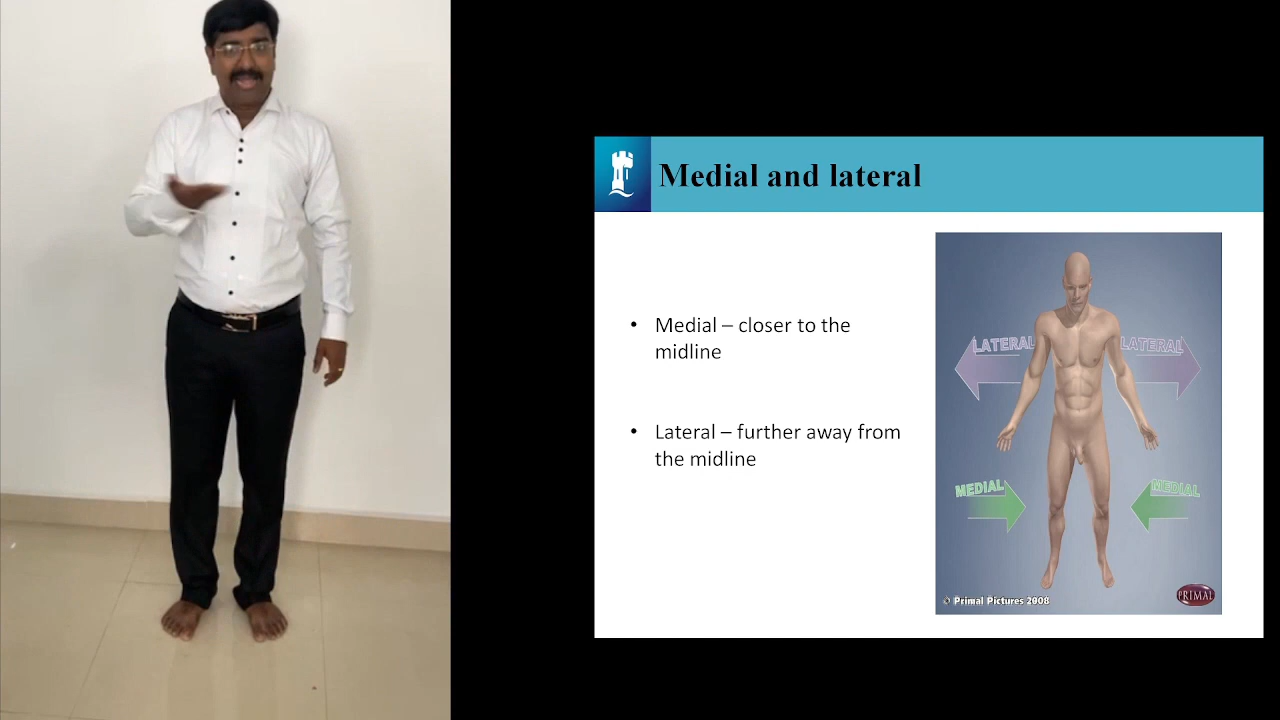 Medial and lateral
• Medial – closer to the
midline
• Lateral – further away from
the midline
LATERAL LATERAL
MEDIAL MEDIAL
© Primal Pictures 2008
PRIMAL